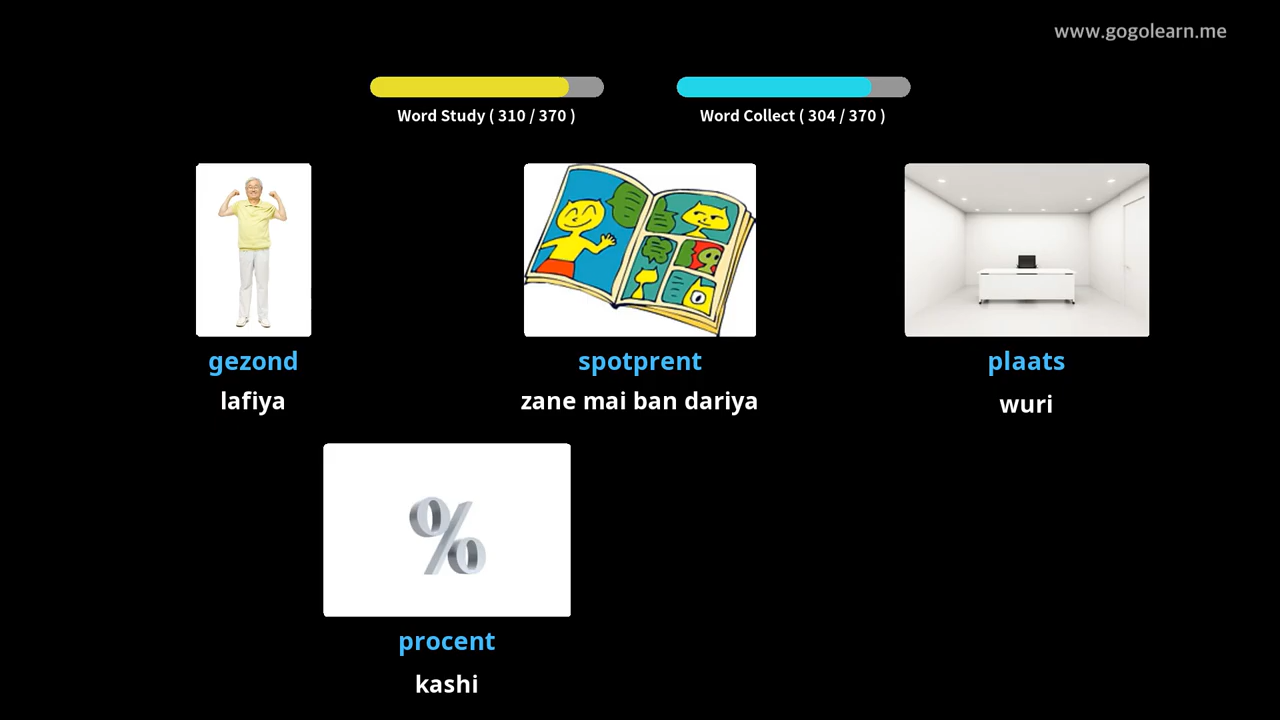 www.gogolearn.me
Word Study ( 310 / 370 )
Word Collect ( 304 / 370 )
gezond
lafiya
spotprent
zane mai ban dariya
plaats
wuri
%
procent
kashi